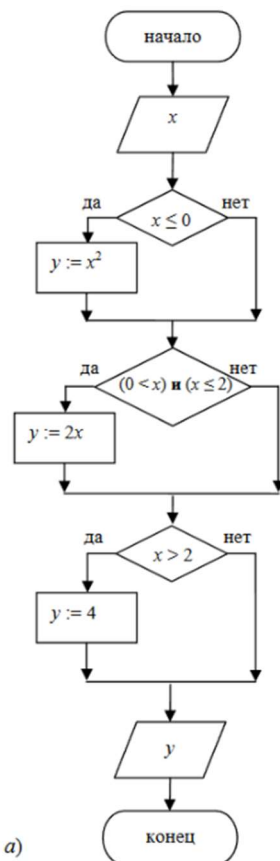 начало
x
да
нет
x ≤ 0
y := x²
да
нет
(0 < x) и (x ≤ 2)
y := 2x
да
нет
x > 2
y := 4
y
а)
конец